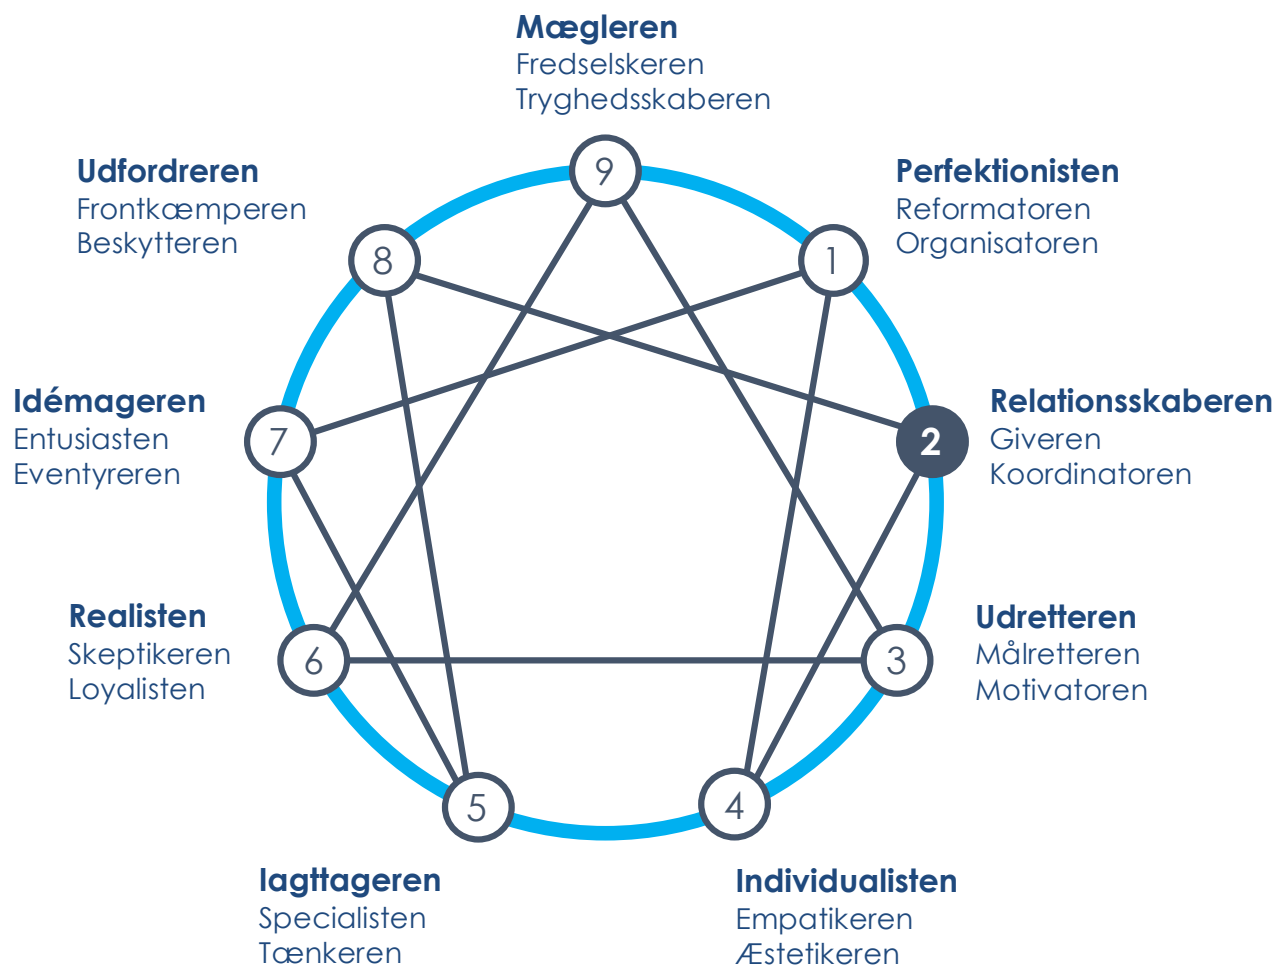 Mægleren
Fredselskeren
Tryghedsskaberen
9
Udfordreren
Frontkæmperen
Beskytteren
8
Perfektionisten
Reformatoren
Organisatoren
1
Idémageren
Entusiasten
Eventyreren
7
Relationsskaberen
Giveren
Koordinatoren
2
Realisten
Skeptikeren
Loyalisten
6
Udretteren
Målretteren
Motivatoren
3
5
4
Iagttageren
Specialisten
Tænkeren
Individualisten
Empatikeren
Æstetikeren